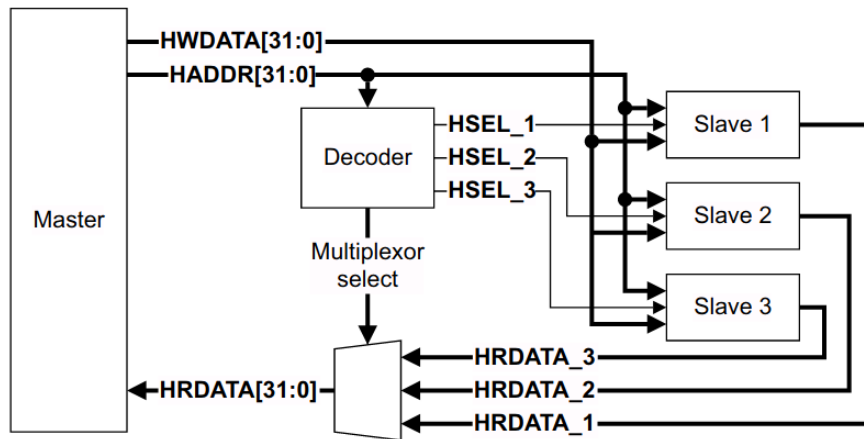 HWDATA[31:0]
HADDR[31:0]
Master
Decoder
HSEL_1
HSEL_2
HSEL_3
Slave 1
Slave 2
Slave 3
Multiplexor
select
HRDATA_3
HRDATA[31:0]
HRDATA_2
HRDATA_1